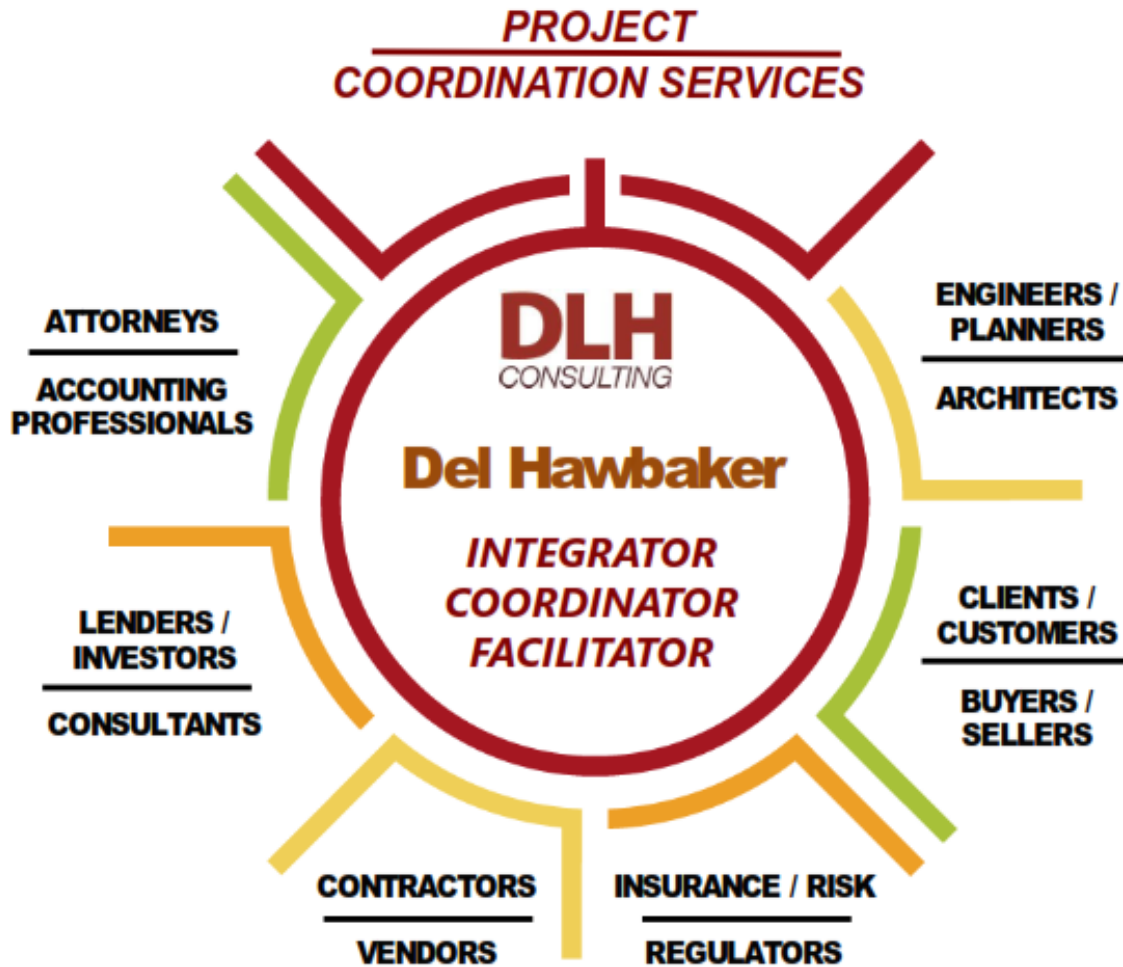 PROJECT
COORDINATION SERVICES
DLH
CONSULTING
Del Hawbaker
INTEGRATOR
COORDINATOR
FACILITATOR
ATTORNEYS
ACCOUNTING
PROFESSIONALS
ENGINEERS /
PLANNERS
ARCHITECTS
LENDERS /
INVESTORS
CONSULTANTS
CLIENTS /
CUSTOMERS
BUYERS /
SELLERS
CONTRACTORS
VENDORS
INSURANCE / RISK
REGULATORS